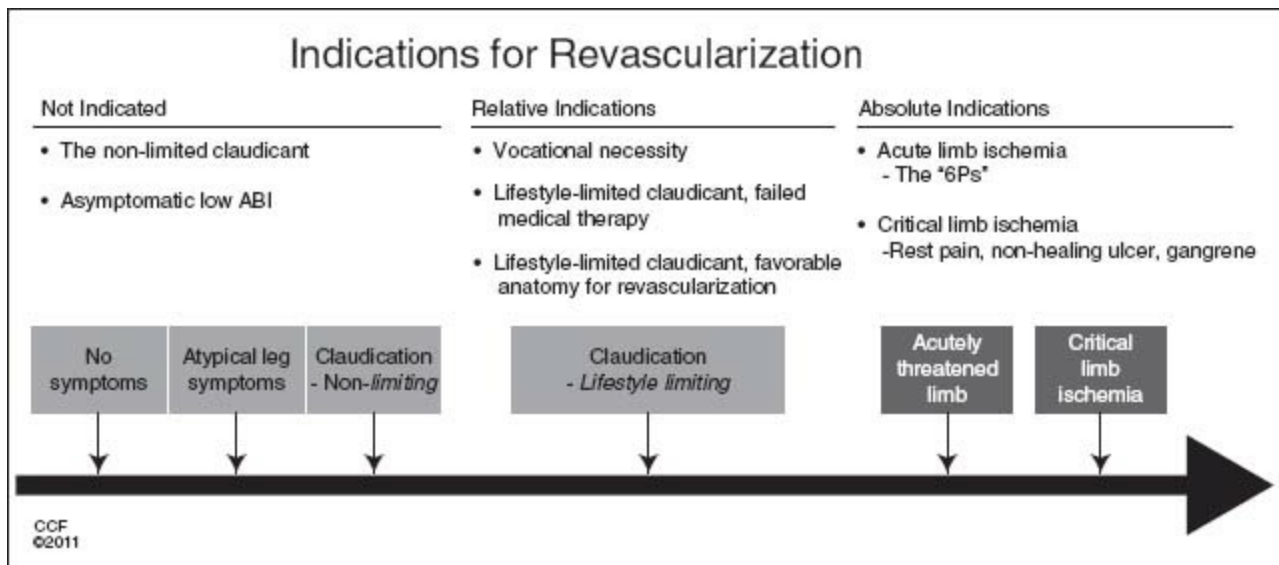 Indications for Revascularization
Not Indicated
• The non-limited claudicant
• Asymptomatic low ABI
Relative Indications
• Vocational necessity
• Lifestyle-limited claudicant, failed
medical therapy
• Lifestyle-limited claudicant, favorable
anatomy for revascularization
Absolute Indications
• Acute limb ischemia
- The "6Ps"
• Critical limb ischemia
-Rest pain, non-healing ulcer, gangrene
No
symptoms
Atypical leg
symptoms
Claudication
- Non-limiting
Claudication
- Lifestyle limiting
Acutely
threatened
limb
Critical
limb
ischemia
CCF
©2011